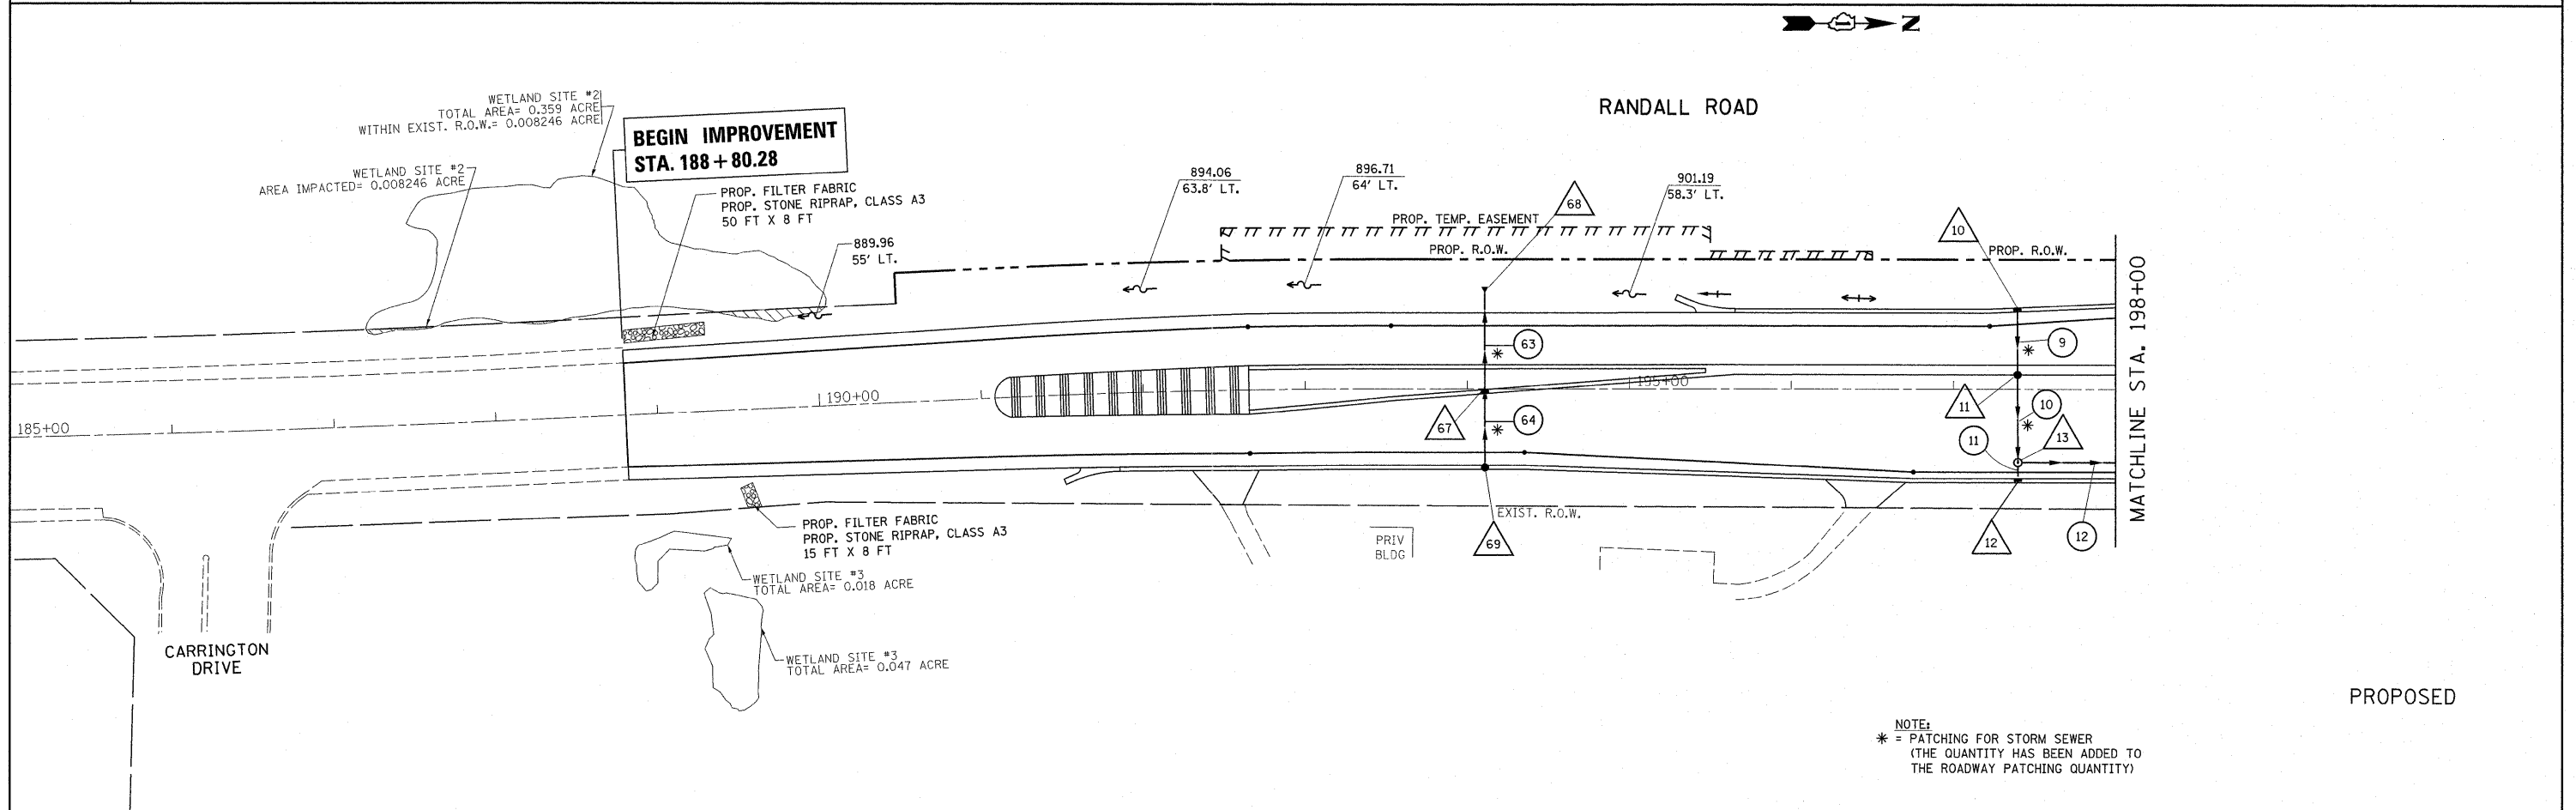 N
RANDALL ROAD
WETLAND SITE #2
TOTAL AREA= 0.359 ACRE
WITHIN EXIST. R.O.W.= 0.008246 ACRE
BEGIN IMPROVEMENT
STA. 188+80.28
WETLAND SITE #2
AREA IMPACTED= 0.008246 ACRE
PROP. FILTER FABRIC
PROP. STONE RIPRAP, CLASS A3
50 FT X 8 FT
889.96
55' LT.
894.06
63.8' LT.
896.71
64' LT.
901.19
58.3' LT.
PROP. TEMP. EASEMENT
PROP. R.O.W.
68
10
PROP. R.O.W.
MATCHLINE STA. 198+00
63
*
9
*
185+00
190+00
195+00
67
64
*
11
10
*
11
13
12
12
69
EXIST. R.O.W.
PRIV
BLDG
PROP. FILTER FABRIC
PROP. STONE RIPRAP, CLASS A3
15 FT X 8 FT
WETLAND SITE #3
TOTAL AREA= 0.018 ACRE
WETLAND SITE #3
TOTAL AREA= 0.047 ACRE
CARRINGTON
DRIVE
PROPOSED
NOTE:
* = PATCHING FOR STORM SEWER
(THE QUANTITY HAS BEEN ADDED TO
THE ROADWAY PATCHING QUANTITY)